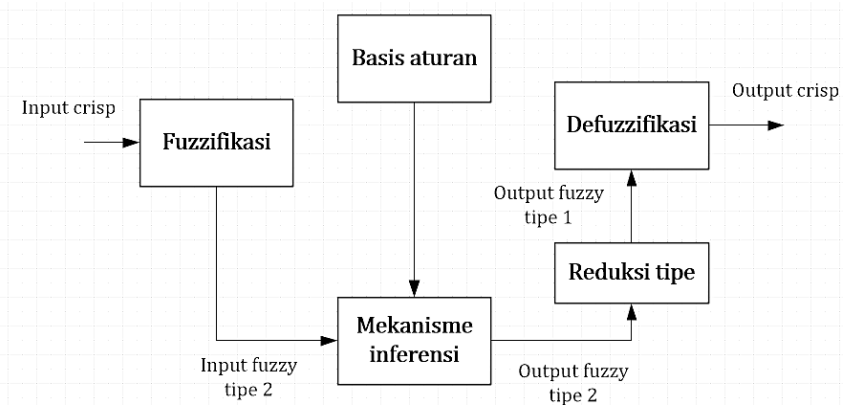 Basis aturan
Input crisp
Fuzzifikasi
Output crisp
Defuzzifikasi
Output fuzzy
tipe 1
Reduksi tipe
Mekanisme
inferensi
Input fuzzy
tipe 2
Output fuzzy
tipe 2